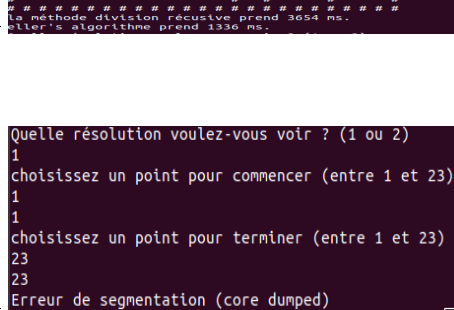 # # # # # # # # # # # # # # # # # # # # # # # # #
la méthode division récusive prend 3654 ms.
eller's algorithme prend 1336 ms.
Quelle résolution voulez-vous voir ? (1 ou 2)
1
choisissez un point pour commencer (entre 1 et 23)
1
1
choisissez un point pour terminer (entre 1 et 23)
23
23
Erreur de segmentation (core dumped)